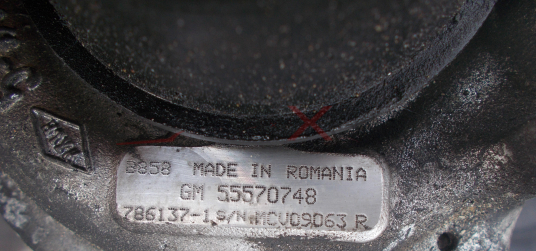 B858 MADE IN ROMANIA
GM 55570748
786137-1 S/N MCV09063 R